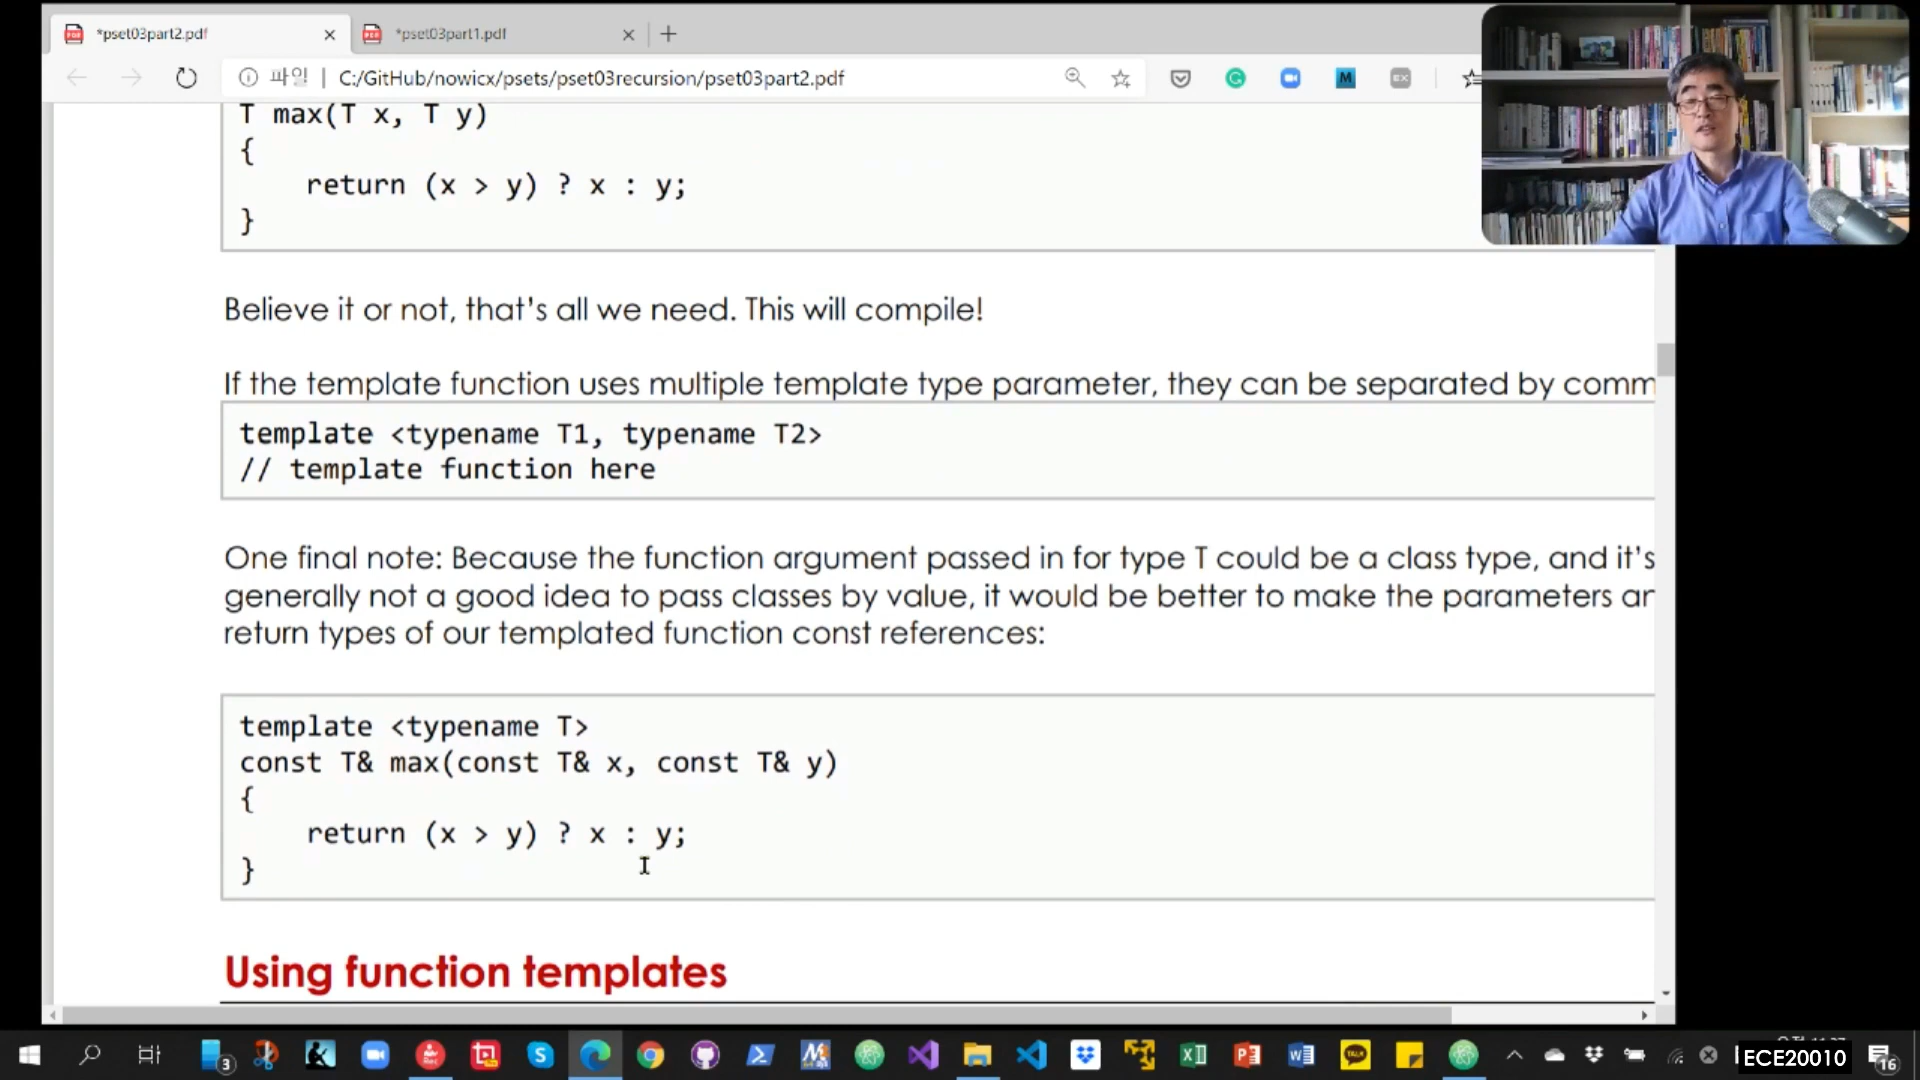 *pset03part2.pdf
*pset03part1.pdf
파일 | C:/GitHub/nowicx/psets/pset03recursion/pset03part2.pdf
T max(T x, T y)
{
return (x > y) ? x : y;
}
Believe it or not, that's all we need. This will compile!
If the template function uses multiple template type parameter, they can be separated by comm
template <typename T1, typename T2>
// template function here
One final note: Because the function argument passed in for type T could be a class type, and it's
generally not a good idea to pass classes by value, it would be better to make the parameters an
return types of our templated function const references:
template <typename T>
const T& max(const T& x, const T& y)
{
return (x > y) ? x : y;
}
Using function templates
3
ECE20010
16